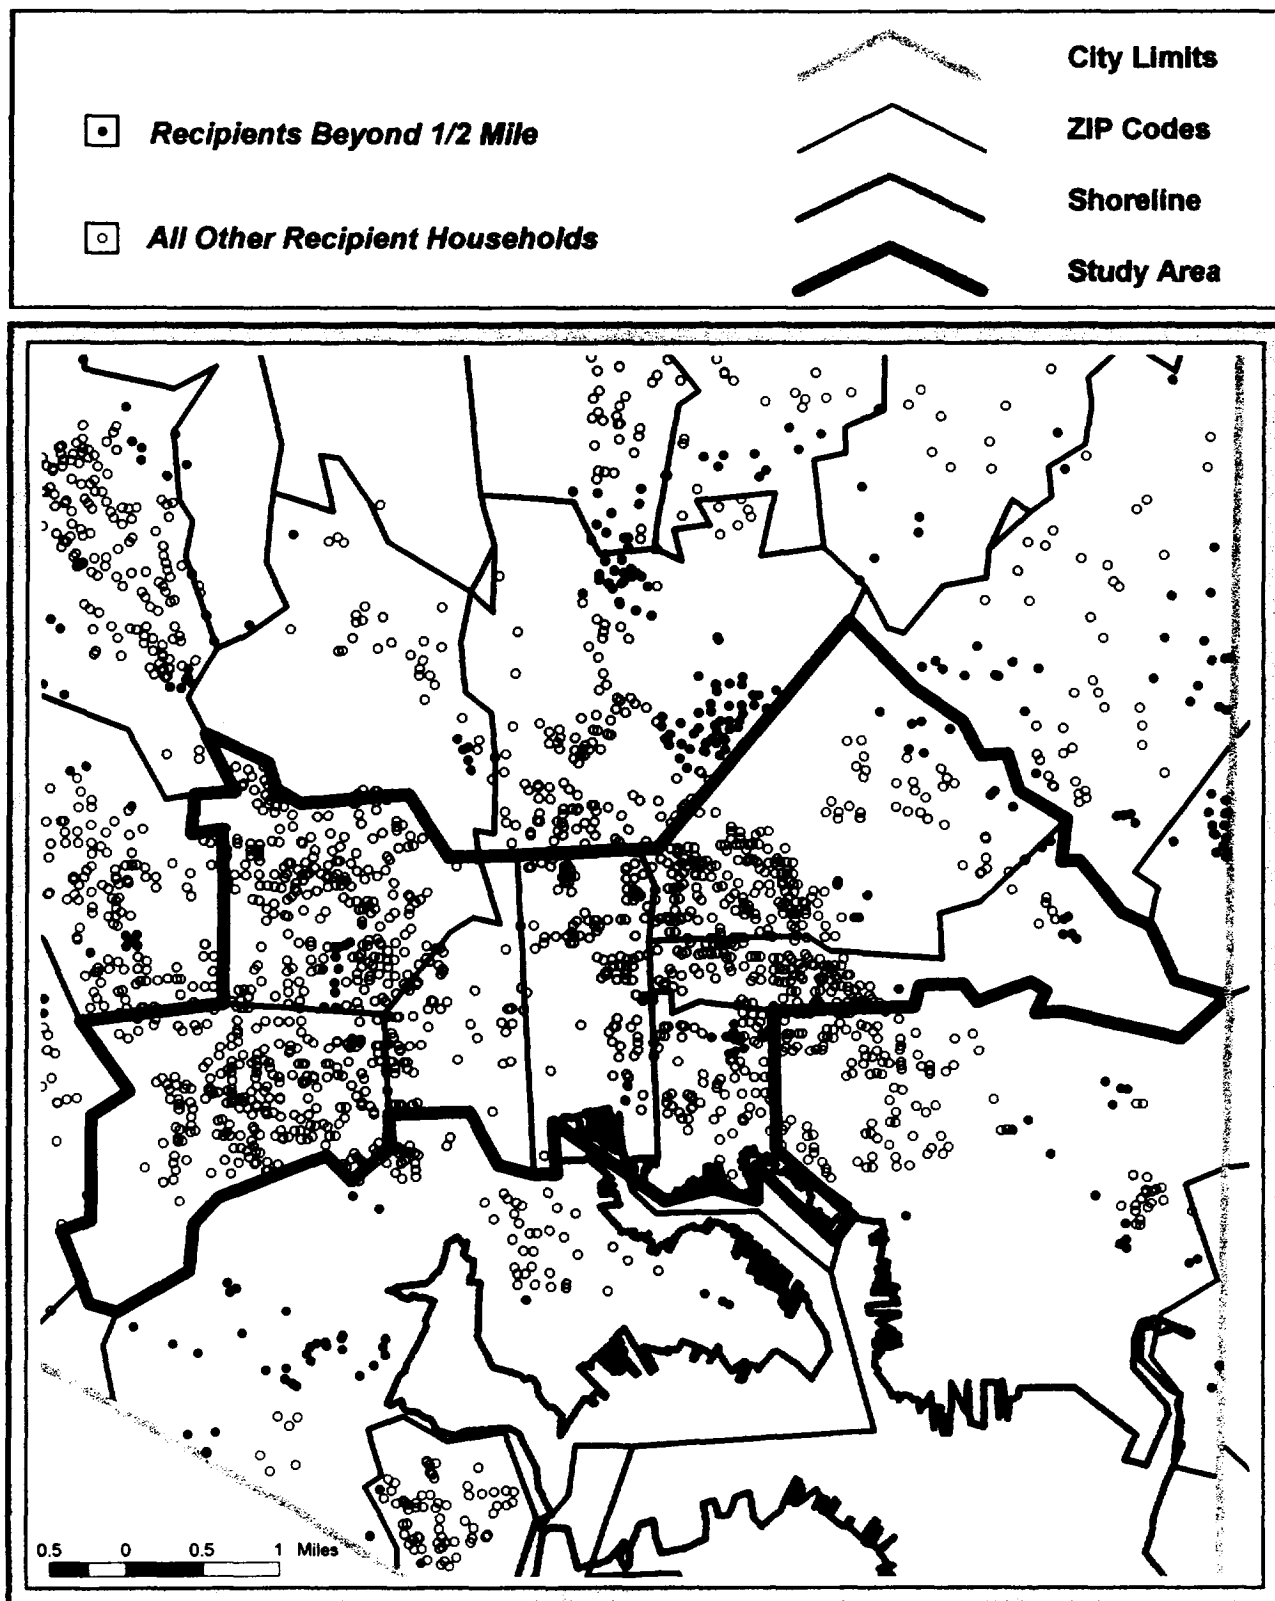 City Limits
ZIP Codes
Recipients Beyond 1/2 Mile
Shoreline
All Other Recipient Households
Study Area
0.5 0 0.5 1 Miles